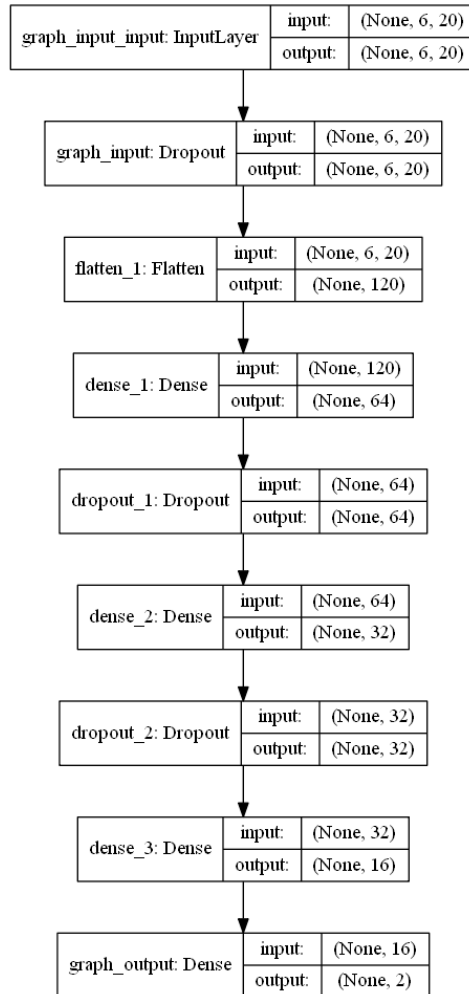 graph_input_input: InputLayer
input: (None, 6, 20)
output: (None, 6, 20)
graph_input: Dropout
input: (None, 6, 20)
output: (None, 6, 20)
flatten_1: Flatten
input: (None, 6, 20)
output: (None, 120)
dense_1: Dense
input: (None, 120)
output: (None, 64)
dropout_1: Dropout
input: (None, 64)
output: (None, 64)
dense_2: Dense
input: (None, 64)
output: (None, 32)
dropout_2: Dropout
input: (None, 32)
output: (None, 32)
dense_3: Dense
input: (None, 32)
output: (None, 16)
graph_output: Dense
input: (None, 16)
output: (None, 2)